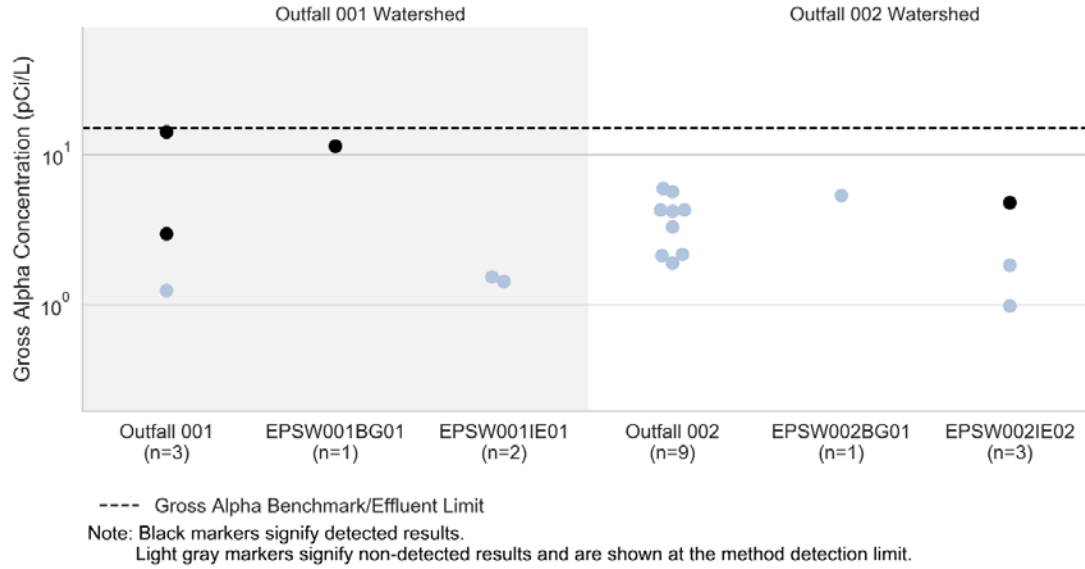 Outfall 001 Watershed
Outfall 002 Watershed
Gross Alpha Concentration (pCi/L)
10¹
10⁰
Outfall 001
(n=3)
EPSW001BG01
(n=1)
EPSW001IE01
(n=2)
Outfall 002
(n=9)
EPSW002BG01
(n=1)
EPSW002IE02
(n=3)
Gross Alpha Benchmark/Effluent Limit
Note: Black markers signify detected results.
Light gray markers signify non-detected results and are shown at the method detection limit.